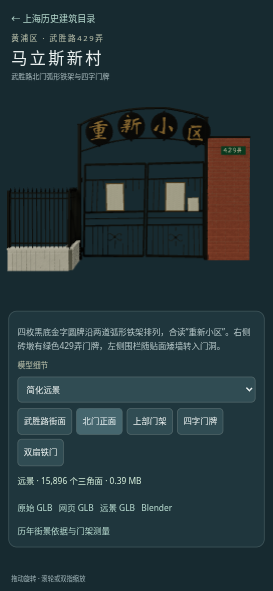 ← 上海历史建筑目录
黄浦区 · 武胜路429弄
马立斯新村
武胜路北门弧形铁架与四字门牌
重新小区
429弄
四枚黑底金字圆牌沿两道弧形铁架排列，合读“重新小区”。右侧
砖墩有绿色429弄门牌，左侧围栏随贴面矮墙转入门洞。
模型细节
简化远景
武胜路街面 北门正面 上部门架 四字门牌
双扇铁门
远景 · 15,896 个三角面 · 0.39 MB
原始 GLB 网页 GLB 远景 GLB Blender
历年街景依据与门架测量
拖动旋转 · 滚轮或双指缩放